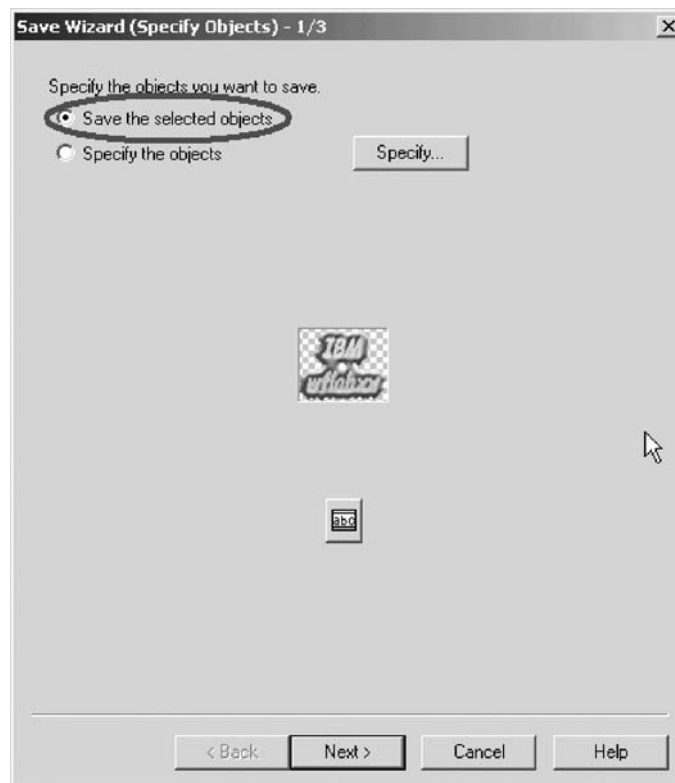 Save Wizard (Specify Objects) - 1/3
Specify the objects you want to save.
Save the selected objects
Specify the objects
Specify...
IBM
abc
< Back
Next >
Cancel
Help